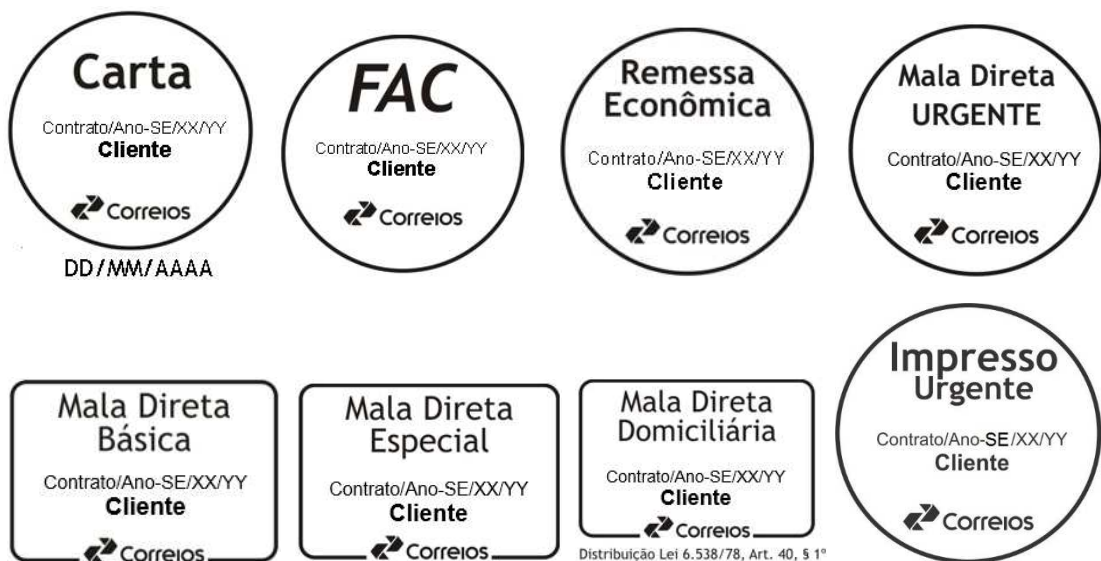 Carta
Contrato/Ano-SE/XX/YY
Cliente
Correios
DD/MM/AAAA
FAC
Contrato/Ano-SE/XX/YY
Cliente
Correios
Remessa
Econômica
Contrato/Ano-SE/XX/YY
Cliente
Correios
Mala Direta
URGENTE
Contrato/Ano-SE/XX/YY
Cliente
Correios
Mala Direta
Básica
Contrato/Ano-SE/XX/YY
Cliente
Correios
Mala Direta
Especial
Contrato/Ano-SE/XX/YY
Cliente
Correios
Mala Direta
Domiciliária
Contrato/Ano-SE/XX/YY
Cliente
Correios
Distribuição Lei 6.538/78, Art. 40, § 1º
Impresso
Urgente
Contrato/Ano-SE/XX/YY
Cliente
Correios